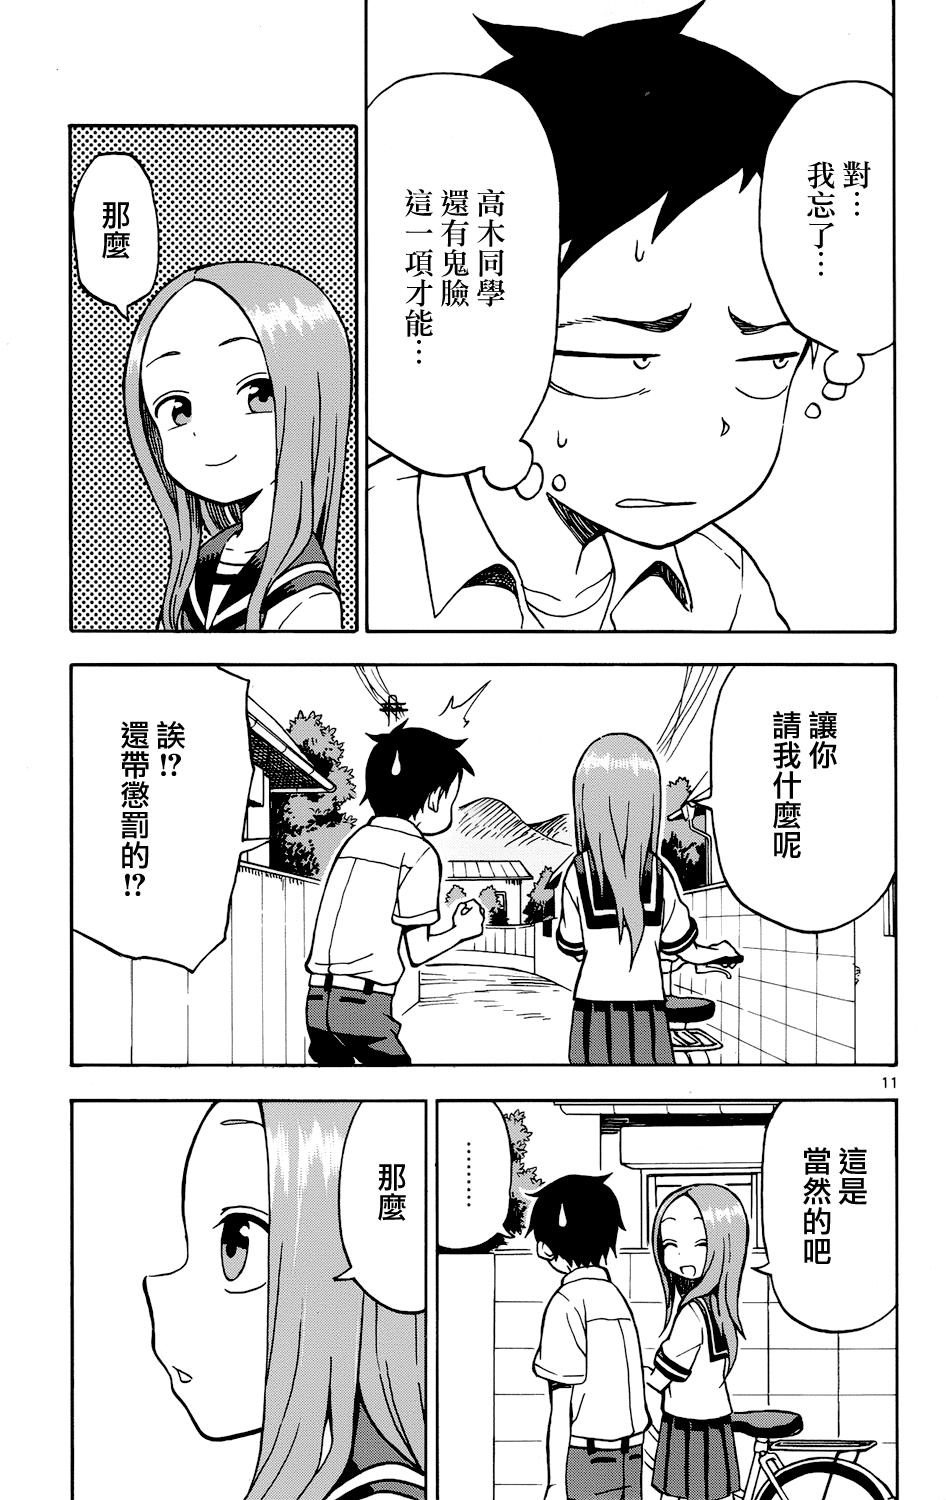 對…
我忘了…
高木同學
還有鬼臉
這一項才能…
那麼
讓你
請我什麼呢
誒!?
還帶懲罰的!?
11
這是
當然的吧
………
那麼